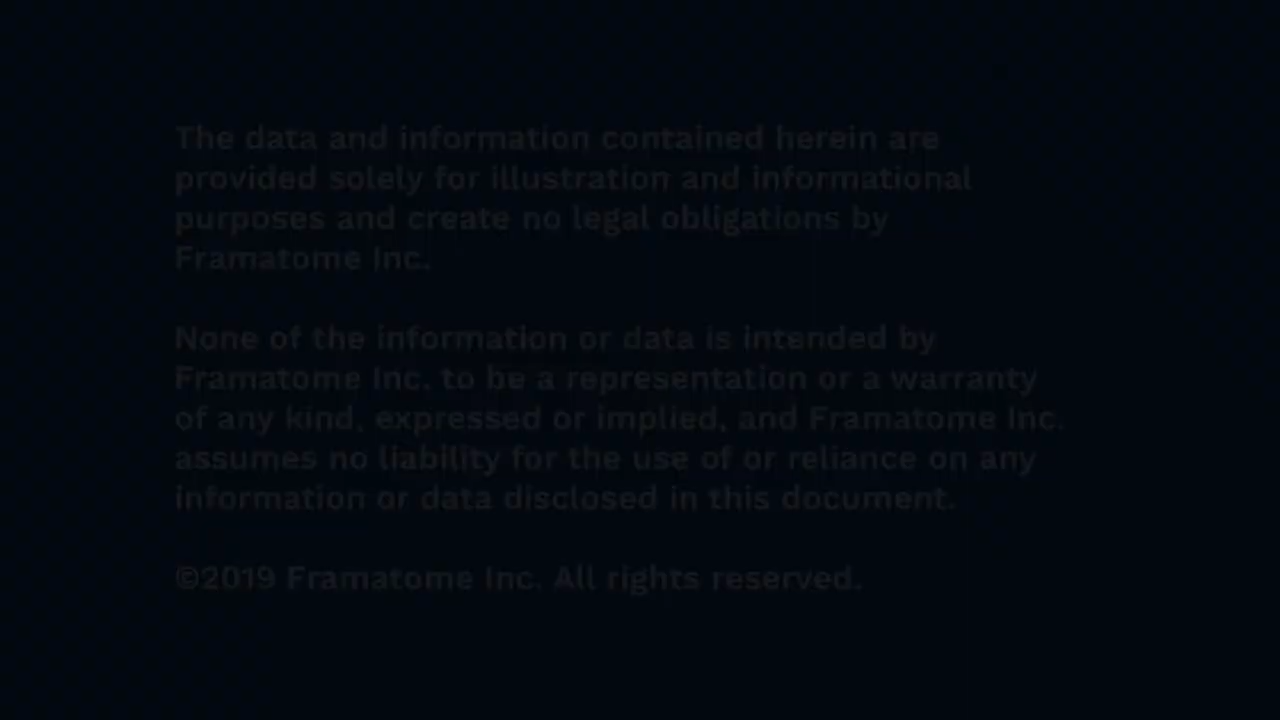 The data and information contained herein are
provided solely for illustration and informational
purposes and create no legal obligations by
Framatome Inc.
None of the information or data is intended by
Framatome Inc. to be a representation or a warranty
of any kind, expressed or implied, and Framatome Inc.
assumes no liability for the use of or reliance on any
information or data disclosed in this document.
©2019 Framatome Inc. All rights reserved.